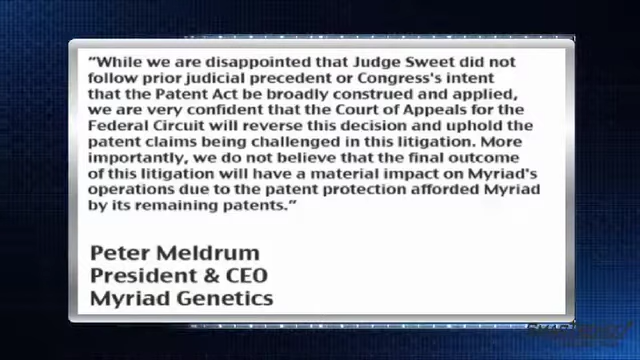 “While we are disappointed that Judge Sweet did not
follow prior judicial precedent or Congress's intent
that the Patent Act be broadly construed and applied,
we are very confident that the Court of Appeals for the
Federal Circuit will reverse this decision and uphold the
patent claims being challenged in this litigation. More
importantly, we do not believe that the final outcome
of this litigation will have a material impact on Myriad's
operations due to the patent protection afforded Myriad
by its remaining patents.”
Peter Meldrum
President & CEO
Myriad Genetics